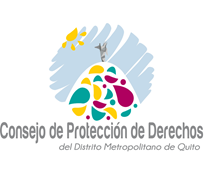 Consejo de Protección de Derechos
del Distrito Metropolitano de Quito